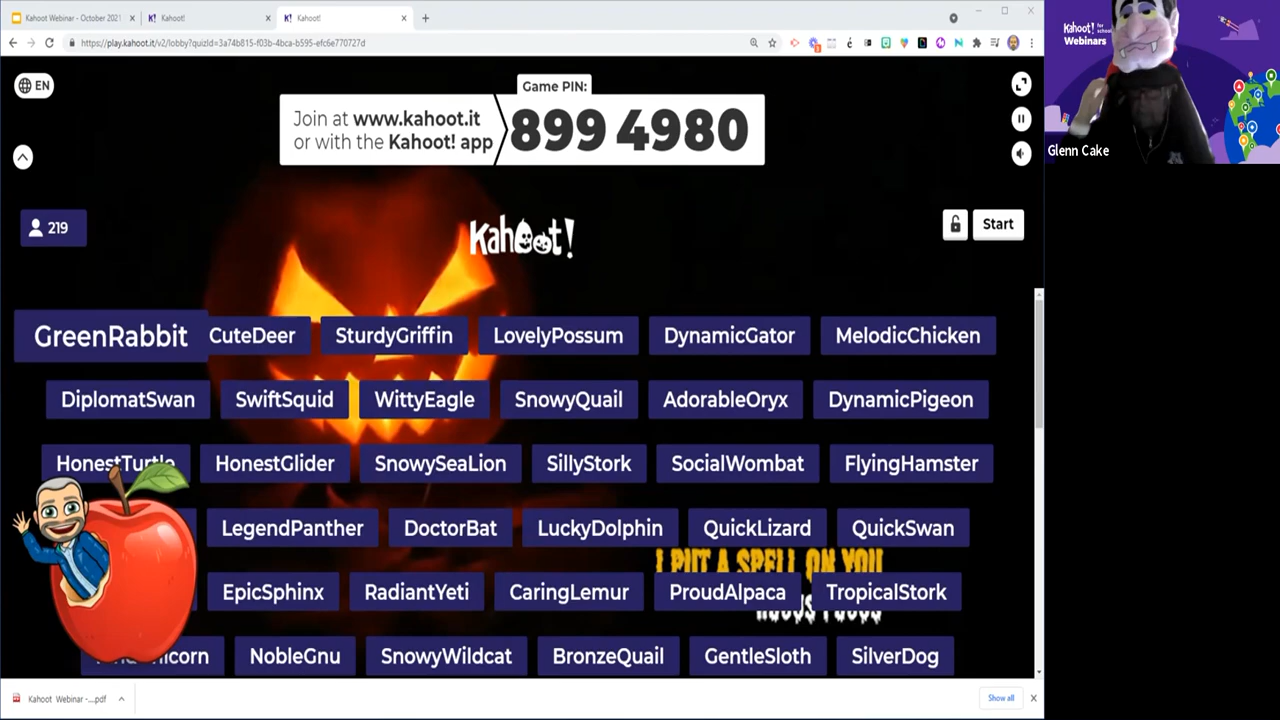 Kahoot Webinar - October 2021
Kahoot!
Kahoot!
https://play.kahoot.it/v2/lobby?quizId=3a74b815-f03b-4bca-b595-efc6e770727d
EN
Game PIN:
Join at www.kahoot.it
or with the Kahoot! app
899 4980
219
Kahoot!
Start
GreenRabbit CuteDeer SturdyGriffin LovelyPossum DynamicGator MelodicChicken
DiplomatSwan SwiftSquid WittyEagle SnowyQuail AdorableOryx DynamicPigeon
HonestTurtle HonestGlider SnowySeaLion SillyStork SocialWombat FlyingHamster
LegendPanther DoctorBat LuckyDolphin QuickLizard QuickSwan
I PUT A SPELL ON YOU
EpicSphinx RadiantYeti CaringLemur ProudAlpaca TropicalStork
NobleGnu SnowyWildcat BronzeQuail GentleSloth SilverDog
Kahoot Webinar -....pdf
Show all
Kahoot! for schools
Webinars
Glenn Cake